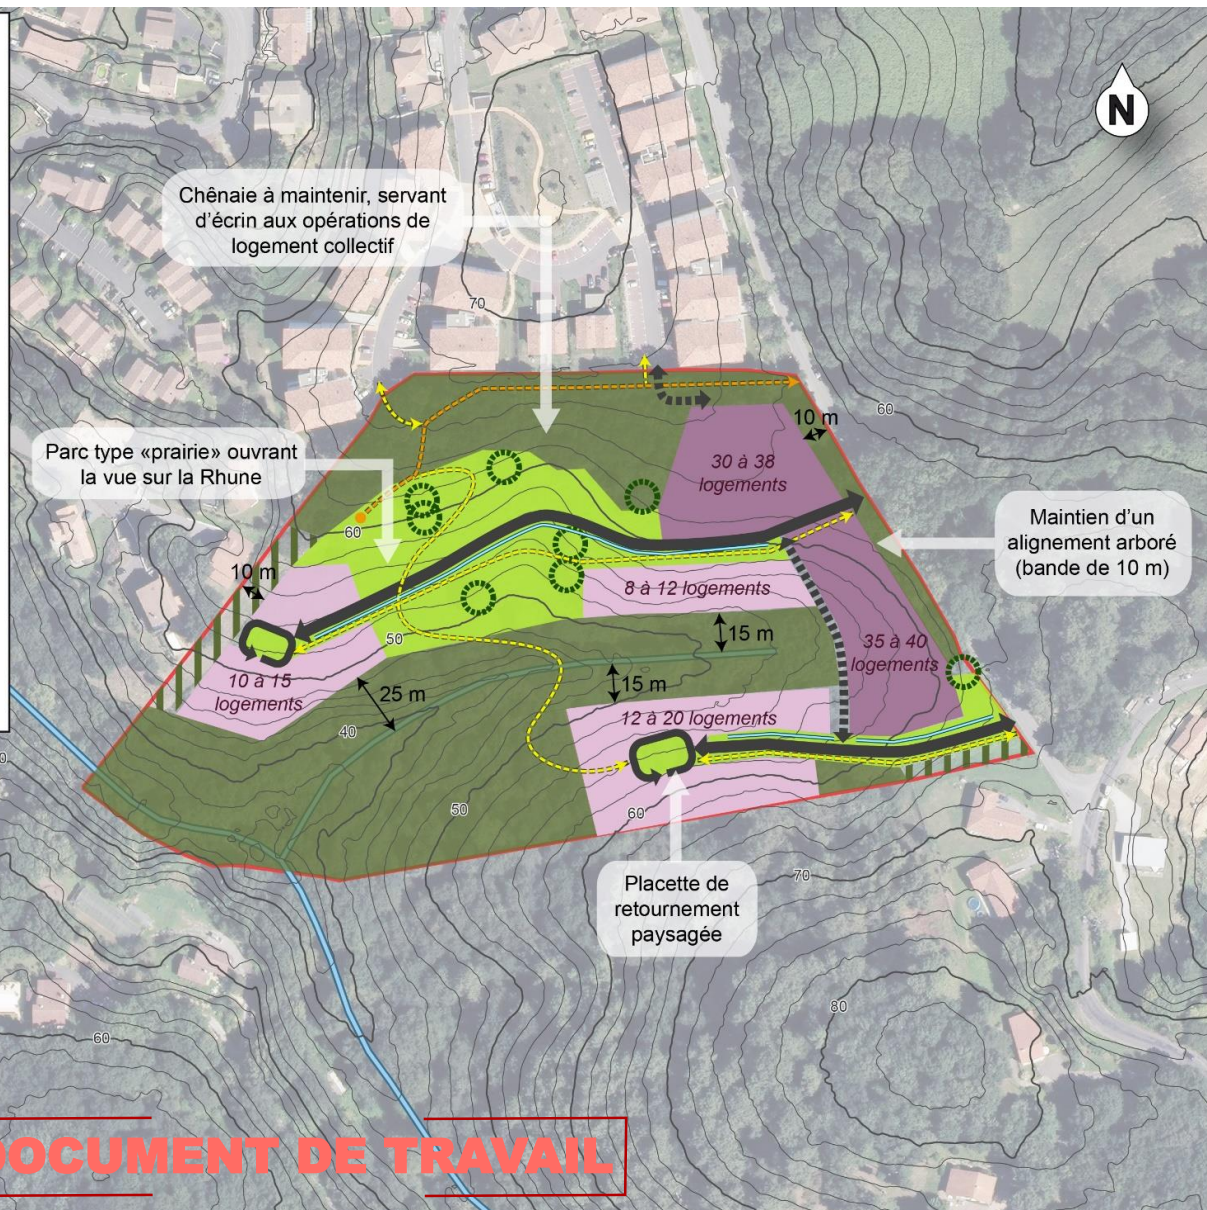 N
Chênaie à maintenir, servant
d'écrin aux opérations de
logement collectif
70
10 m
60
Parc type «prairie» ouvrant
la vue sur la Rhune
30 à 38
logements
60
Maintien d'un
alignement arboré
(bande de 10 m)
10 m
8 à 12 logements
50
15 m
35 à 40
logements
10 à 15
logements
25 m
15 m
12 à 20 logements
40
50
60
70
Placette de
retournement
paysagée
80
60
DOCUMENT DE TRAVAIL